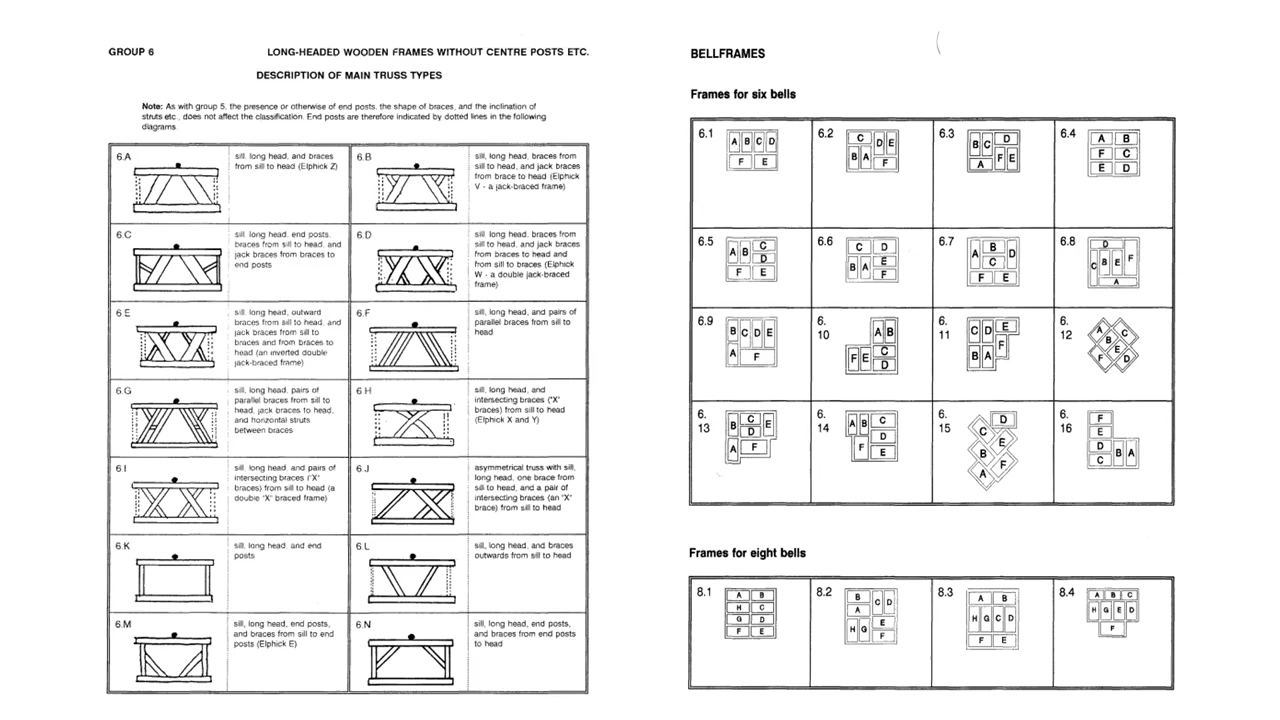 GROUP 6
LONG-HEADED WOODEN FRAMES WITHOUT CENTRE POSTS ETC.
DESCRIPTION OF MAIN TRUSS TYPES
Note: As with group 5, the presence or otherwise of end posts, the shape of braces, and the inclination of
struts etc., does not affect the classification. End posts are therefore indicated by dotted lines in the following
diagrams.
6.A
sill, long head, and braces
from sill to head (Elphick Z)
6.B
sill, long head, braces from
sill to head, and jack braces
from brace to head (Elphick
V - a jack-braced frame)
6.C
sill, long head, end posts,
braces from sill to head, and
jack braces from braces to
end posts
6.D
sill, long head, braces from
sill to head, and jack braces
from braces to head and
from sill to braces (Elphick
W - a double jack-braced
frame)
6.E
sill, long head, outward
braces from sill to head, and
jack braces from sill to
braces and from braces to
head (an inverted double
jack-braced frame)
6.F
sill, long head, and pairs of
parallel braces from sill to
head
6.G
sill, long head, pairs of
parallel braces from sill to
head, jack braces to head,
and horizontal struts
between braces
6.H
sill, long head, and
intersecting braces ("X"
braces) from sill to head
(Elphick X and Y)
6.I
sill, long head, and pairs of
intersecting braces ("X"
braces) from sill to head (a
double "X" braced frame)
6.J
asymmetrical truss with sill,
long head, one brace from
sill to head, and a pair of
intersecting braces (an "X"
brace) from sill to head
6.K
sill, long head, and end
posts
6.L
sill, long head, and braces
outwards from sill to head
6.M
sill, long head, end posts,
and braces from sill to end
posts (Elphick E)
6.N
sill, long head, end posts,
and braces from end posts
to head
BELLFRAMES
Frames for six bells
6.1
A B C D
F E
6.2
C D E
B A F
6.3
B C D
A F E
6.4
A B
F C
E D
6.5
A B C
D
F E
6.6
C D
B A E
F
6.7
A B D
C
F E
6.8
D
C B E F
A
6.9
B C D E
A F
6.
10
A B
F E C
D
6.
11
C D E
B A F
6.
12
A C
B E
F D
6.
13
B C E
D
A F
6.
14
A B C
D
F E
6.
15
D
C E
B F
A
6.
16
F
E
D
C B A
Frames for eight bells
8.1
A B
H C
G D
F E
8.2
B C D
A
H G E
F
8.3
A B
H G C D
F E
8.4
A B C
H G E D
F